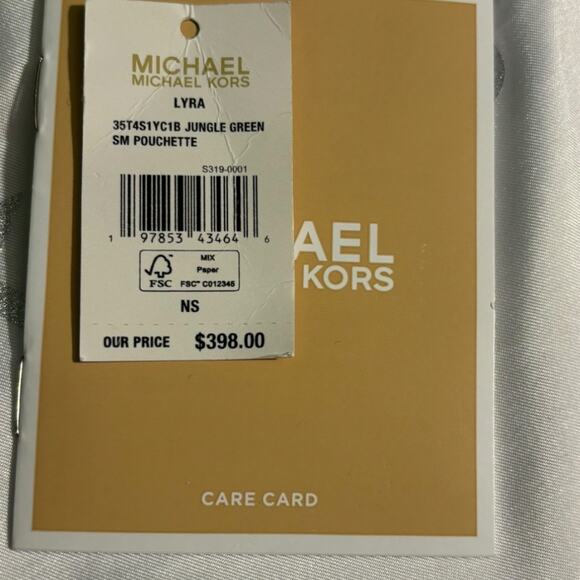 MICHAEL
MICHAEL KORS
LYRA
35T4S1YC1B JUNGLE GREEN
SM POUCHETTE
S319-0001
1 97853 43464 6
FSC
MIX
Paper
FSC™ C012345
NS
OUR PRICE $398.00
AEL
KORS
CARE CARD